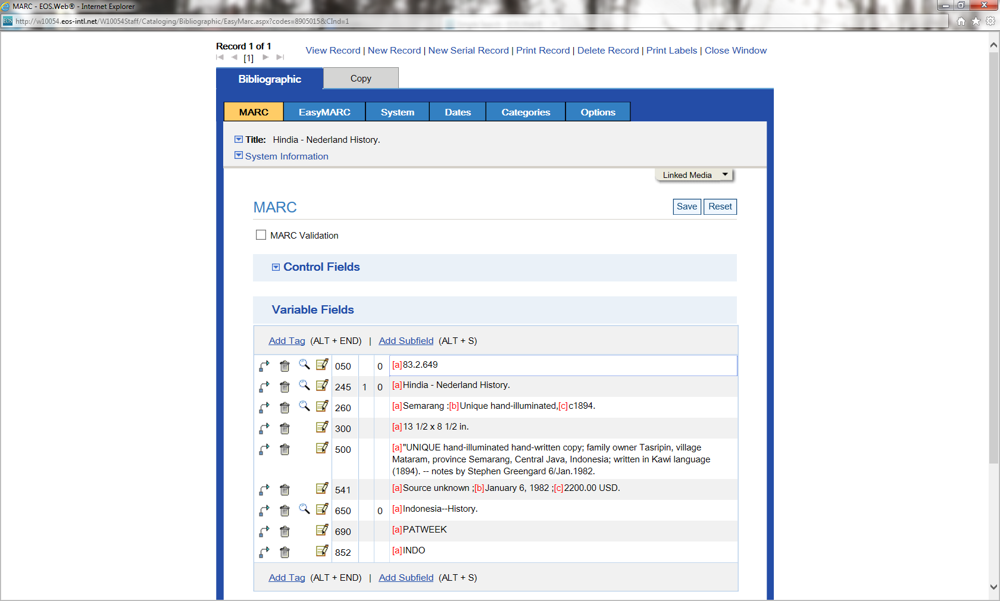 MARC - EOS.Web® - Internet Explorer
http://w10054.eos-intl.net/W10054Staff/Cataloging/Bibliographic/EasyMarc.aspx?codes=8905015&CInd=1
Record 1 of 1
[1]
View Record | New Record | New Serial Record | Print Record | Delete Record | Print Labels | Close Window
Bibliographic Copy
MARC EasyMARC System Dates Categories Options
Title: Hindia - Nederland History.
System Information
Linked Media
MARC
Save Reset
MARC Validation
Control Fields
Variable Fields
Add Tag (ALT + END) | Add Subfield (ALT + S)
050 0 [a]83.2.649
245 1 0 [a]Hindia - Nederland History.
260 [a]Semarang :[b]Unique hand-illuminated,[c]c1894.
300 [a]13 1/2 x 8 1/2 in.
500 [a]"UNIQUE hand-illuminated hand-written copy; family owner Tasripin, village
Mataram, province Semarang, Central Java, Indonesia; written in Kawi language
(1894). -- notes by Stephen Greengard 6/Jan.1982.
541 [a]Source unknown ;[b]January 6, 1982 ;[c]2200.00 USD.
650 0 [a]Indonesia--History.
690 [a]PATWEEK
852 [a]INDO
Add Tag (ALT + END) | Add Subfield (ALT + S)